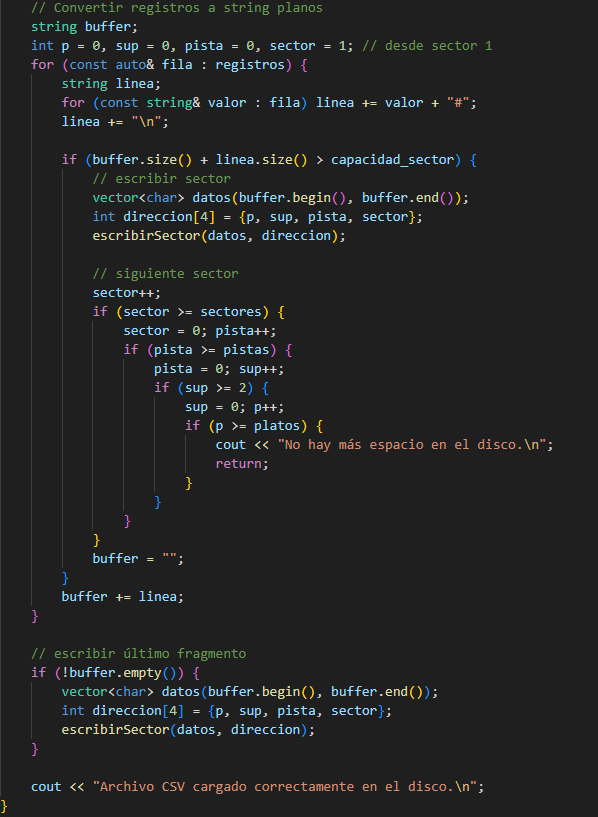 // Convertir registros a string planos
string buffer;
int p = 0, sup = 0, pista = 0, sector = 1; // desde sector 1
for (const auto& fila : registros) {
    string linea;
    for (const string& valor : fila) linea += valor + "#";
    linea += "\n";

    if (buffer.size() + linea.size() > capacidad_sector) {
        // escribir sector
        vector<char> datos(buffer.begin(), buffer.end());
        int direccion[4] = {p, sup, pista, sector};
        escribirSector(datos, direccion);

        // siguiente sector
        sector++;
        if (sector >= sectores) {
            sector = 0; pista++;
            if (pista >= pistas) {
                pista = 0; sup++;
                if (sup >= 2) {
                    sup = 0; p++;
                    if (p >= platos) {
                        cout << "No hay más espacio en el disco.\n";
                        return;
                    }
                }
            }
        }
        buffer = "";
    }
    buffer += linea;
}

// escribir último fragmento
if (!buffer.empty()) {
    vector<char> datos(buffer.begin(), buffer.end());
    int direccion[4] = {p, sup, pista, sector};
    escribirSector(datos, direccion);
}

cout << "Archivo CSV cargado correctamente en el disco.\n";
}